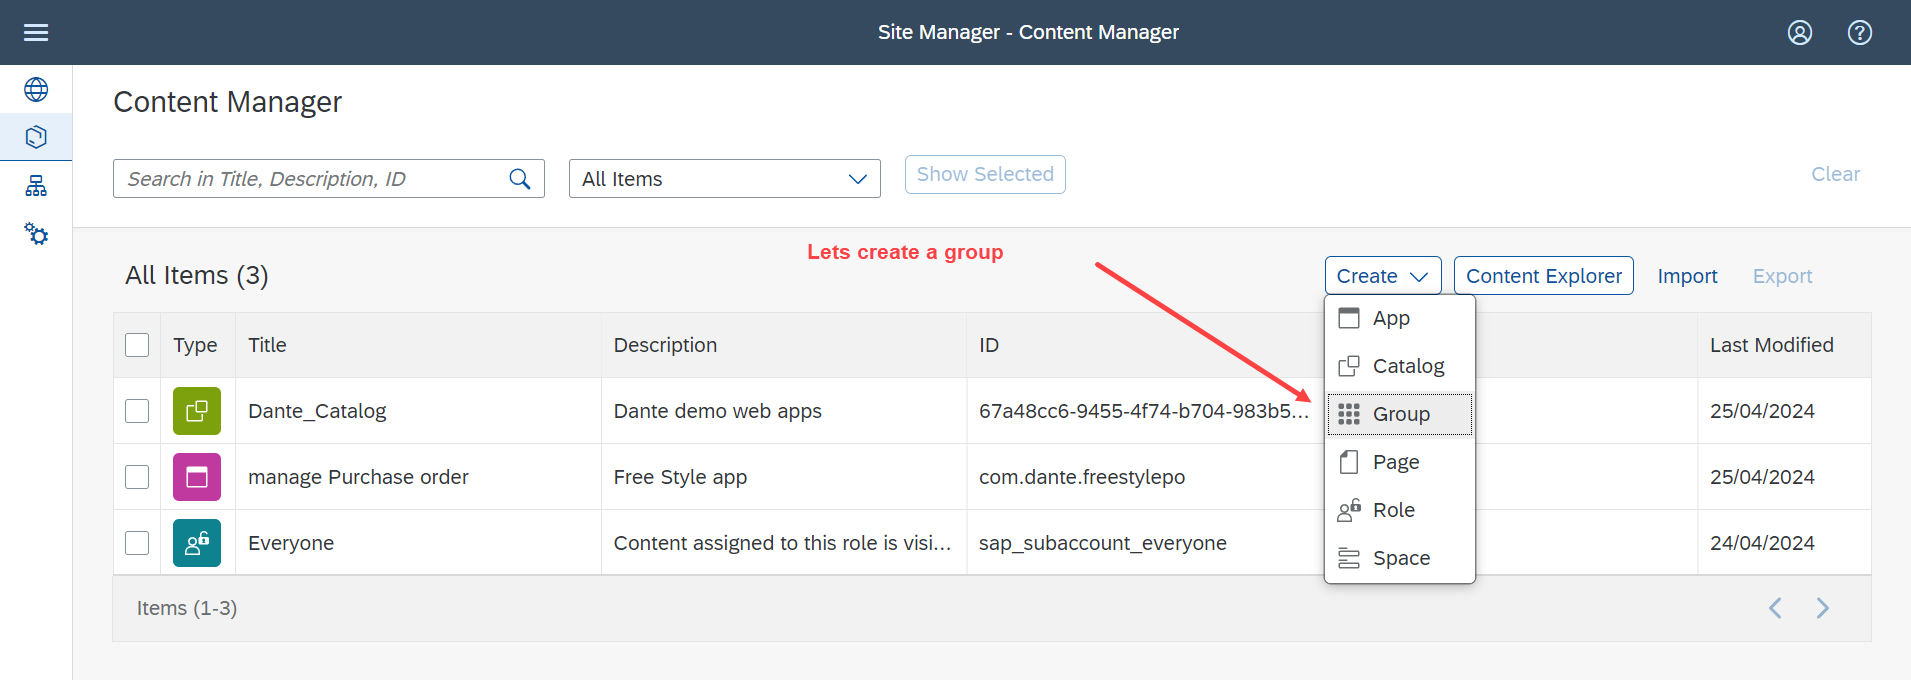 Site Manager - Content Manager
Content Manager
Search in Title, Description, ID
All Items
Show Selected
Clear
Lets create a group
All Items (3)
Create
Content Explorer
Import
Export
App
Catalog
Group
Page
Role
Space
Type
Title
Description
ID
Last Modified
Dante_Catalog
Dante demo web apps
67a48cc6-9455-4f74-b704-983b5...
25/04/2024
manage Purchase order
Free Style app
com.dante.freestylepo
25/04/2024
Everyone
Content assigned to this role is visi...
sap_subaccount_everyone
24/04/2024
Items (1-3)